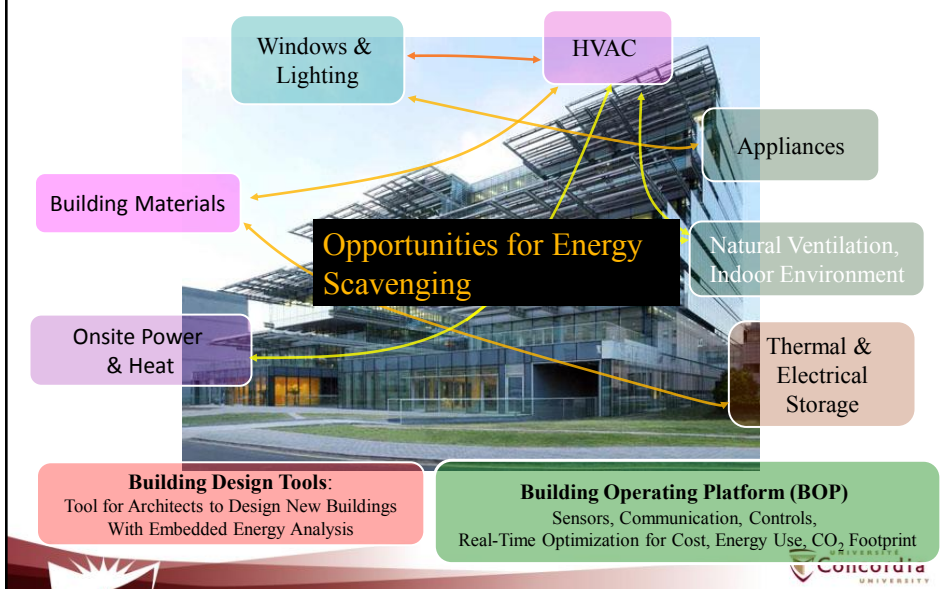 Windows &
Lighting
HVAC
Appliances
Building Materials
Opportunities for Energy
Scavenging
Natural Ventilation,
Indoor Environment
Onsite Power
& Heat
Thermal &
Electrical
Storage
Building Design Tools:
Tool for Architects to Design New Buildings
With Embedded Energy Analysis
Building Operating Platform (BOP)
Sensors, Communication, Controls,
Real-Time Optimization for Cost, Energy Use, CO₂ Footprint
UNIVERSITÉ
Concordia
UNIVERSITY